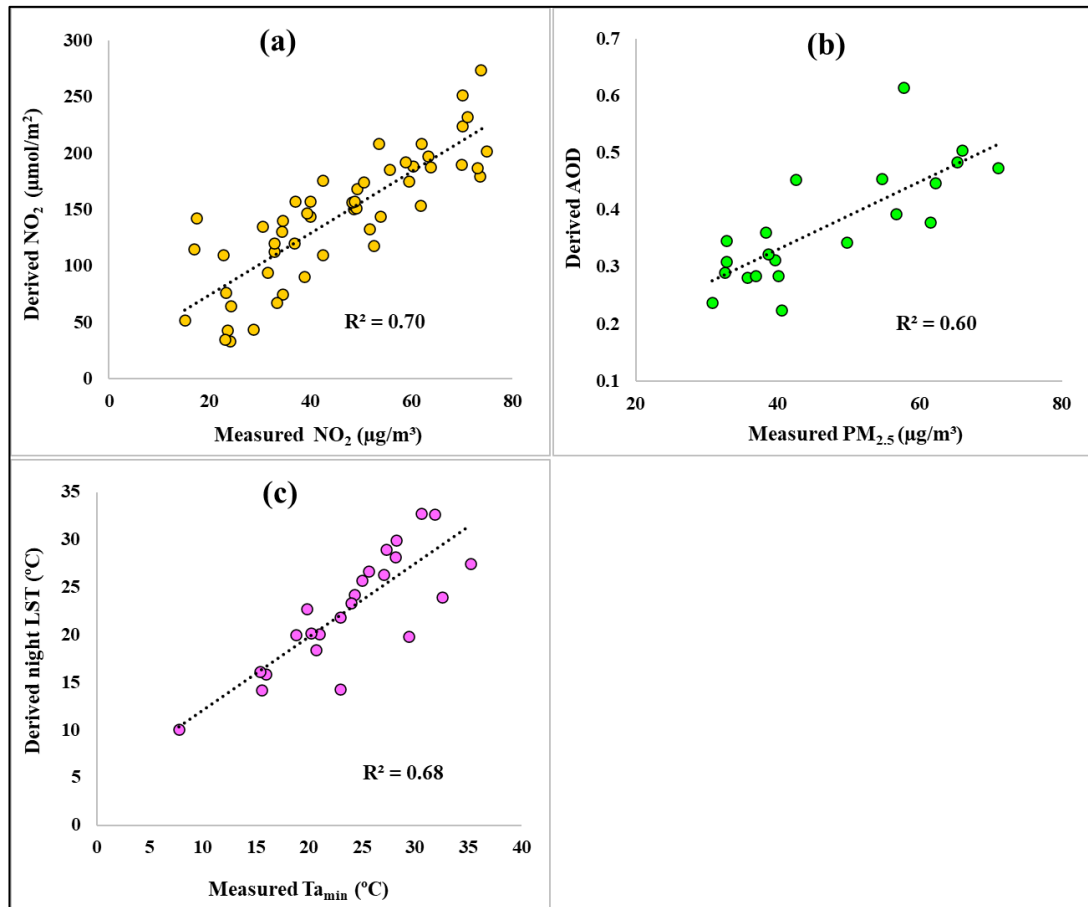 (a)
300
250
200
150
100
50
0
Derived NO₂ (µmol/m²)
R² = 0.70
0 20 40 60 80
Measured NO₂ (µg/m³)
(b)
0.7
0.6
0.5
0.4
0.3
0.2
0.1
Derived AOD
R² = 0.60
20 40 60 80
Measured PM₂.₅ (µg/m³)
(c)
35
30
25
20
15
10
5
0
Derived night LST (ºC)
R² = 0.68
0 5 10 15 20 25 30 35 40
Measured Taₘᵢₙ (ºC)